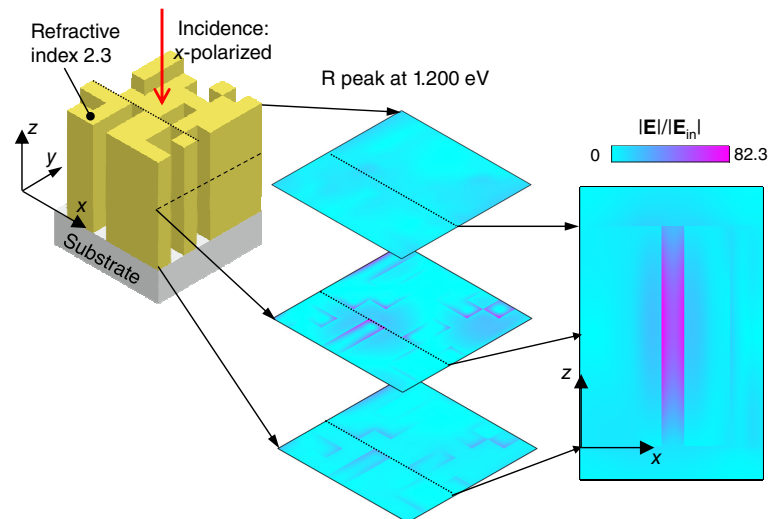 Refractive
index 2.3
Incidence:
x-polarized
R peak at 1.200 eV
|E|/|E_in|
0
82.3
z
y
x
Substrate
z
x